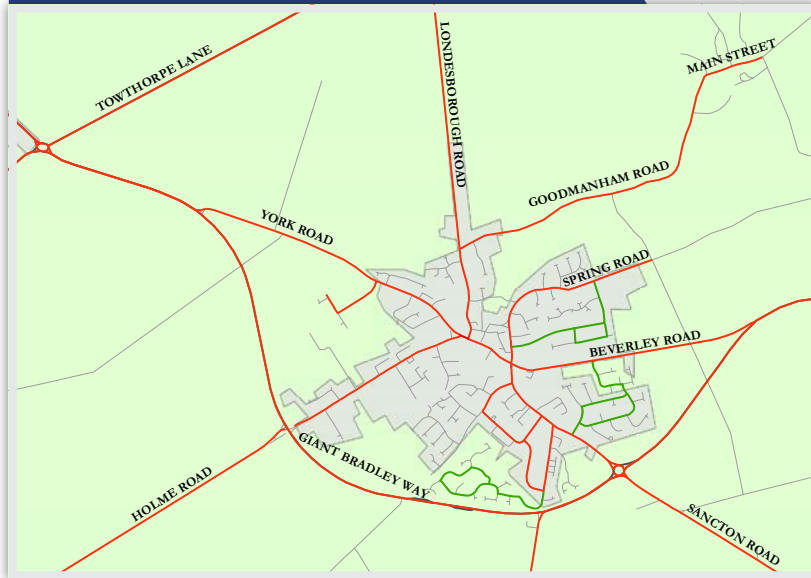 TOWTHORPE LANE
LONDESBOROUGH ROAD
MAIN STREET
GOODMANHAM ROAD
YORK ROAD
SPRING ROAD
BEVERLEY ROAD
GIANT BRADLEY WAY
HOLME ROAD
SANCTON ROAD